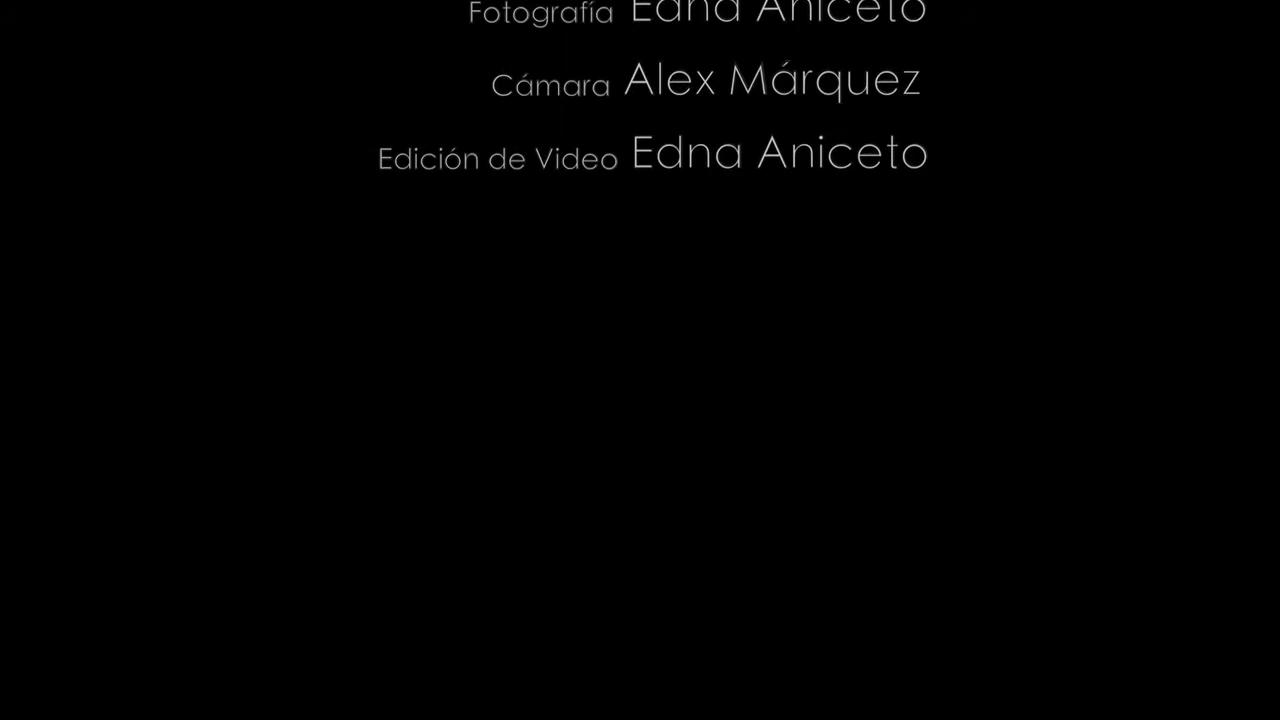 Fotografía Edna Aniceto
Cámara Alex Márquez
Edición de Video Edna Aniceto